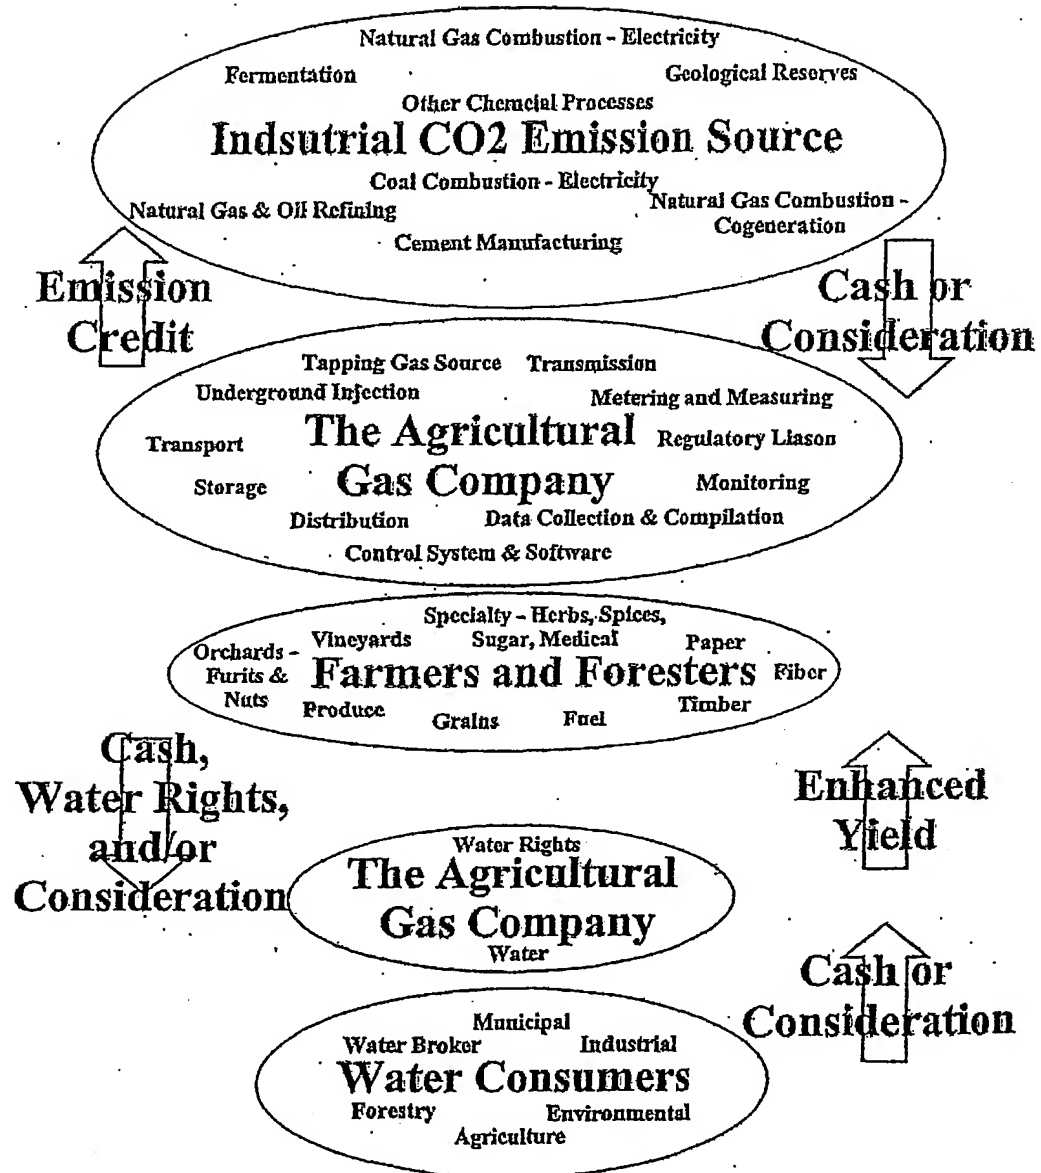 Natural Gas Combustion - Electricity
Fermentation
Geological Reserves
Other Chemcial Processes
Indsutrial CO2 Emission Source
Coal Combustion - Electricity
Natural Gas & Oil Refining
Natural Gas Combustion -
Cogeneration
Cement Manufacturing
Emission
Credit
Cash or
Consideration
Tapping Gas Source
Transmission
Underground Injection
Metering and Measuring
Transport
The Agricultural
Regulatory Liason
Storage
Gas Company
Monitoring
Distribution
Data Collection & Compilation
Control System & Software
Specialty - Herbs, Spices,
Sugar, Medical
Vineyards
Paper
Orchards -
Furits &
Nuts
Farmers and Foresters
Fiber
Produce
Grains
Fuel
Timber
Cash,
Water Rights,
and/or
Consideration
Enhanced
Yield
Water Rights
The Agricultural
Gas Company
Water
Cash or
Consideration
Municipal
Water Broker
Industrial
Water Consumers
Forestry
Environmental
Agriculture